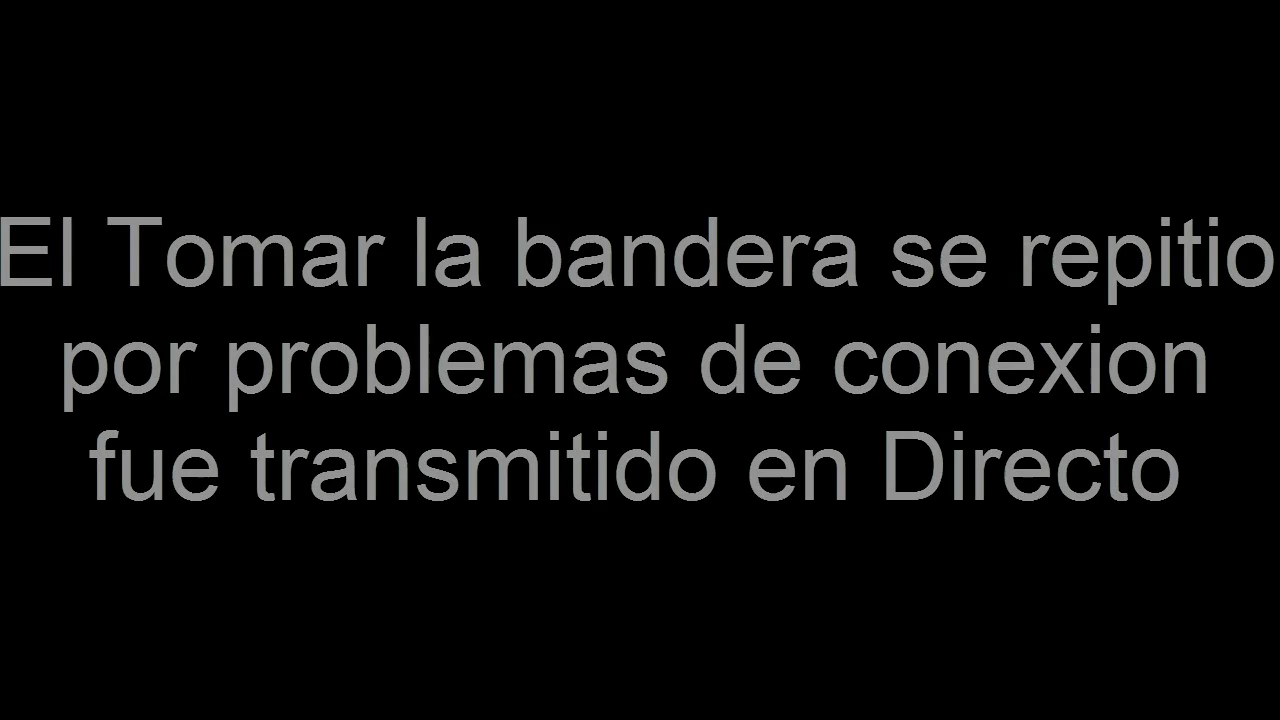 El Tomar la bandera se repitio
por problemas de conexion
fue transmitido en Directo